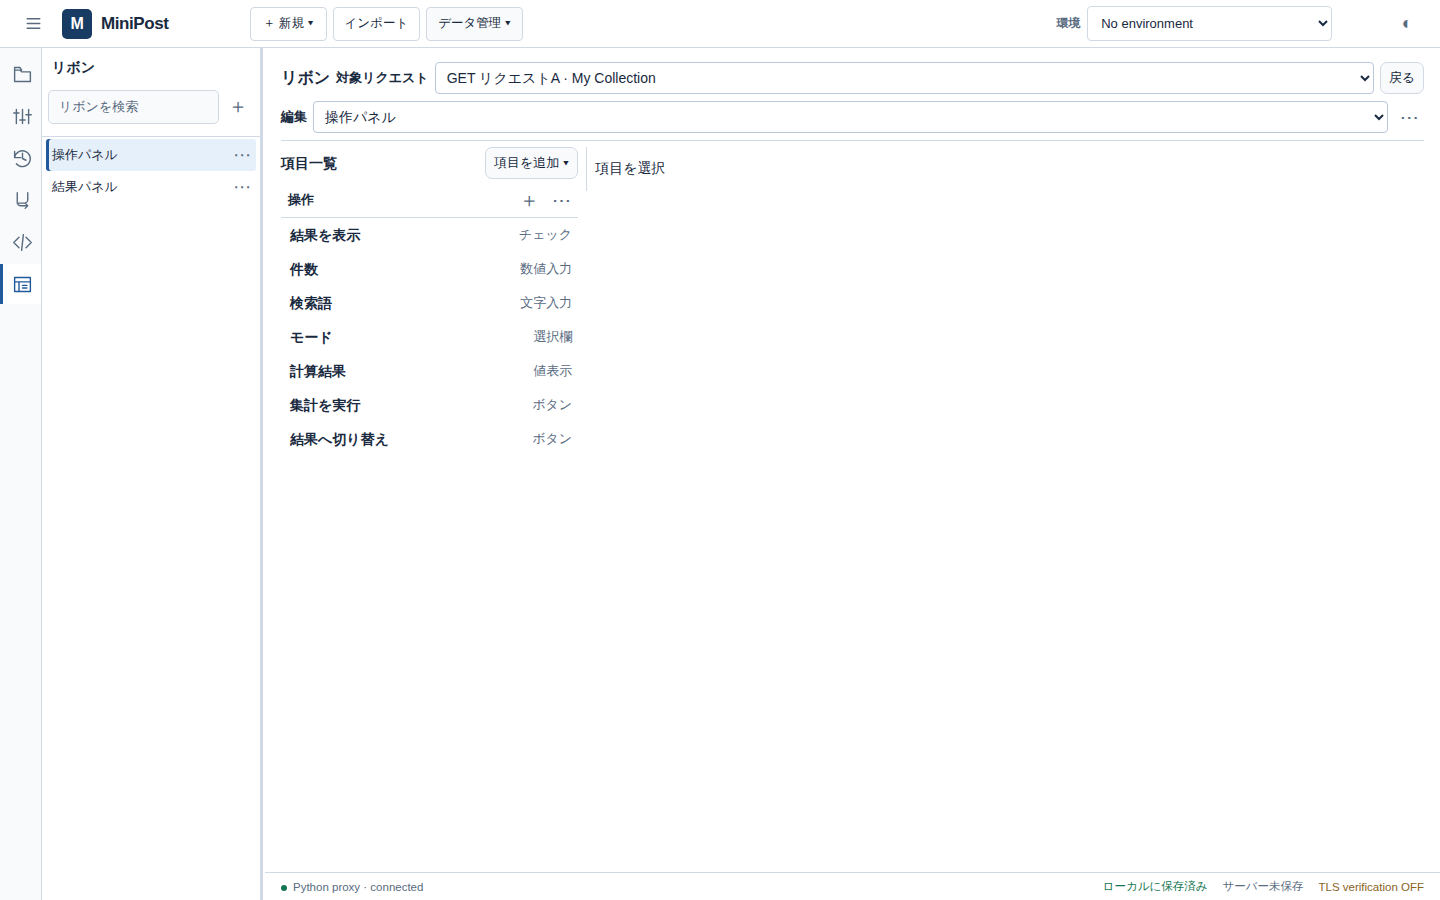 M MiniPost ＋ 新規 ▾ インポート データ管理 ▾ 環境 No environment
リボン
リボンを検索 ＋
操作パネル ···
結果パネル ···
リボン 対象リクエスト GET リクエストA · My Collection 戻る
編集 操作パネル ···
項目一覧 項目を追加 ▾
操作 ＋ ···
結果を表示 チェック
件数 数値入力
検索語 文字入力
モード 選択欄
計算結果 値表示
集計を実行 ボタン
結果へ切り替え ボタン
項目を選択
Python proxy · connected ローカルに保存済み サーバー未保存 TLS verification OFF